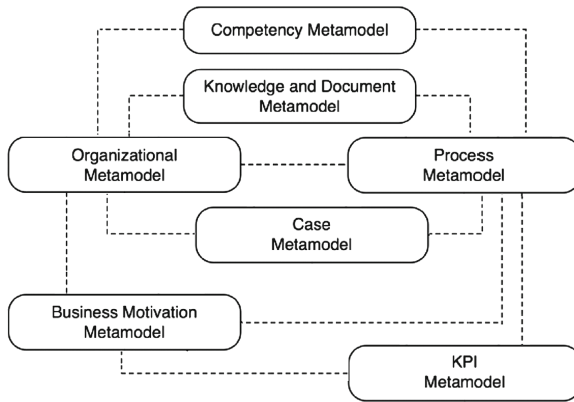 Competency Metamodel
Knowledge and Document
Metamodel
Organizational
Metamodel
Process
Metamodel
Case
Metamodel
Business Motivation
Metamodel
KPI
Metamodel